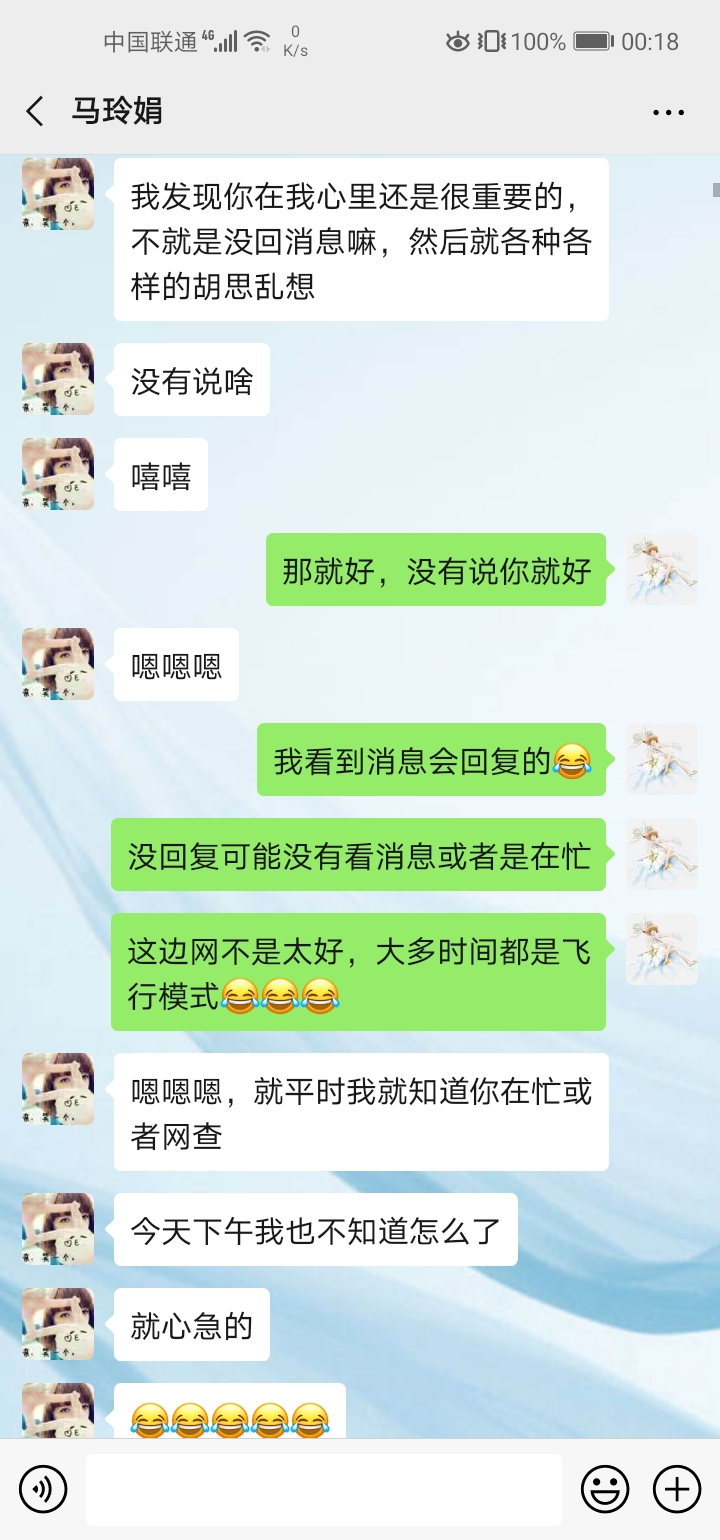 中国联通 4G 0 K/s 100% 00:18
马玲娟
我发现你在我心里还是很重要的，
不就是没回消息嘛，然后就各种各
样的胡思乱想
没有说啥
嘻嘻
那就好，没有说你就好
嗯嗯嗯
我看到消息会回复的😂
没回复可能没有看消息或者是在忙
这边网不是太好，大多时间都是飞
行模式😂😂😂
嗯嗯嗯，就平时我就知道你在忙或
者网查
今天下午我也不知道怎么了
就心急的
😂😂😂😂😂